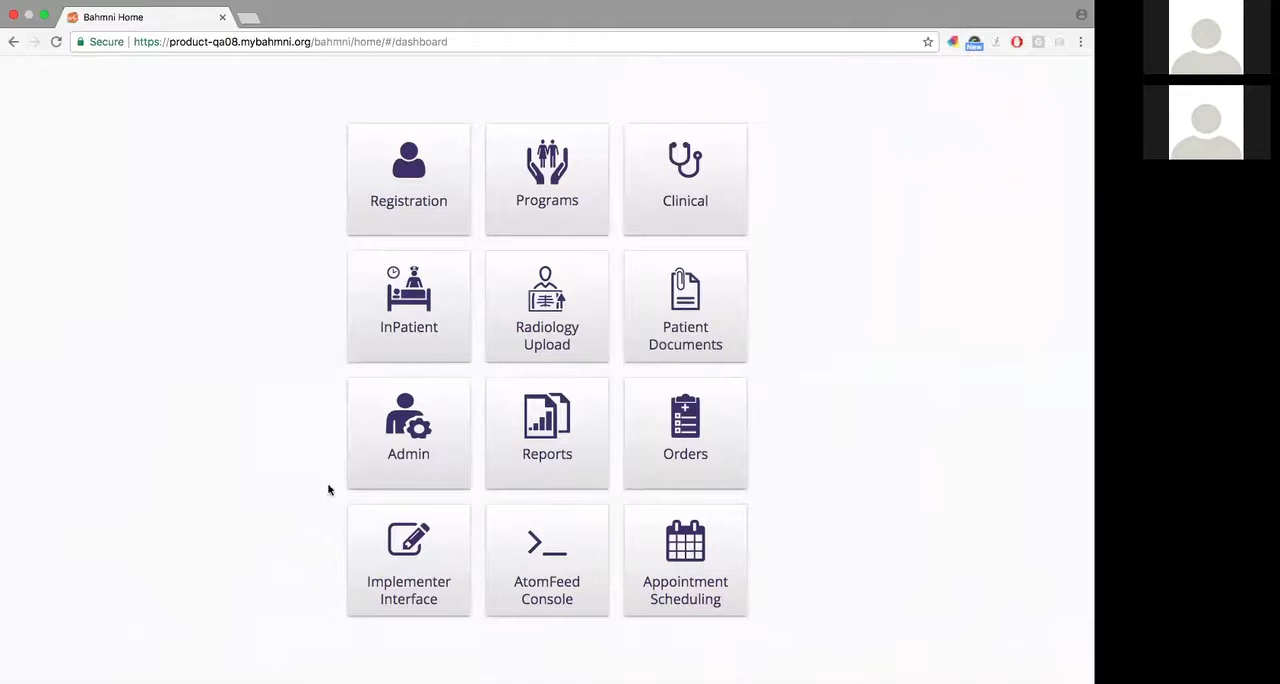 Bahmni Home
Secure https://product-qa08.mybahmni.org/bahmni/home/#/dashboard
New
Registration
Programs
Clinical
InPatient
Radiology
Upload
Patient
Documents
Admin
Reports
Orders
Implementer
Interface
AtomFeed
Console
Appointment
Scheduling